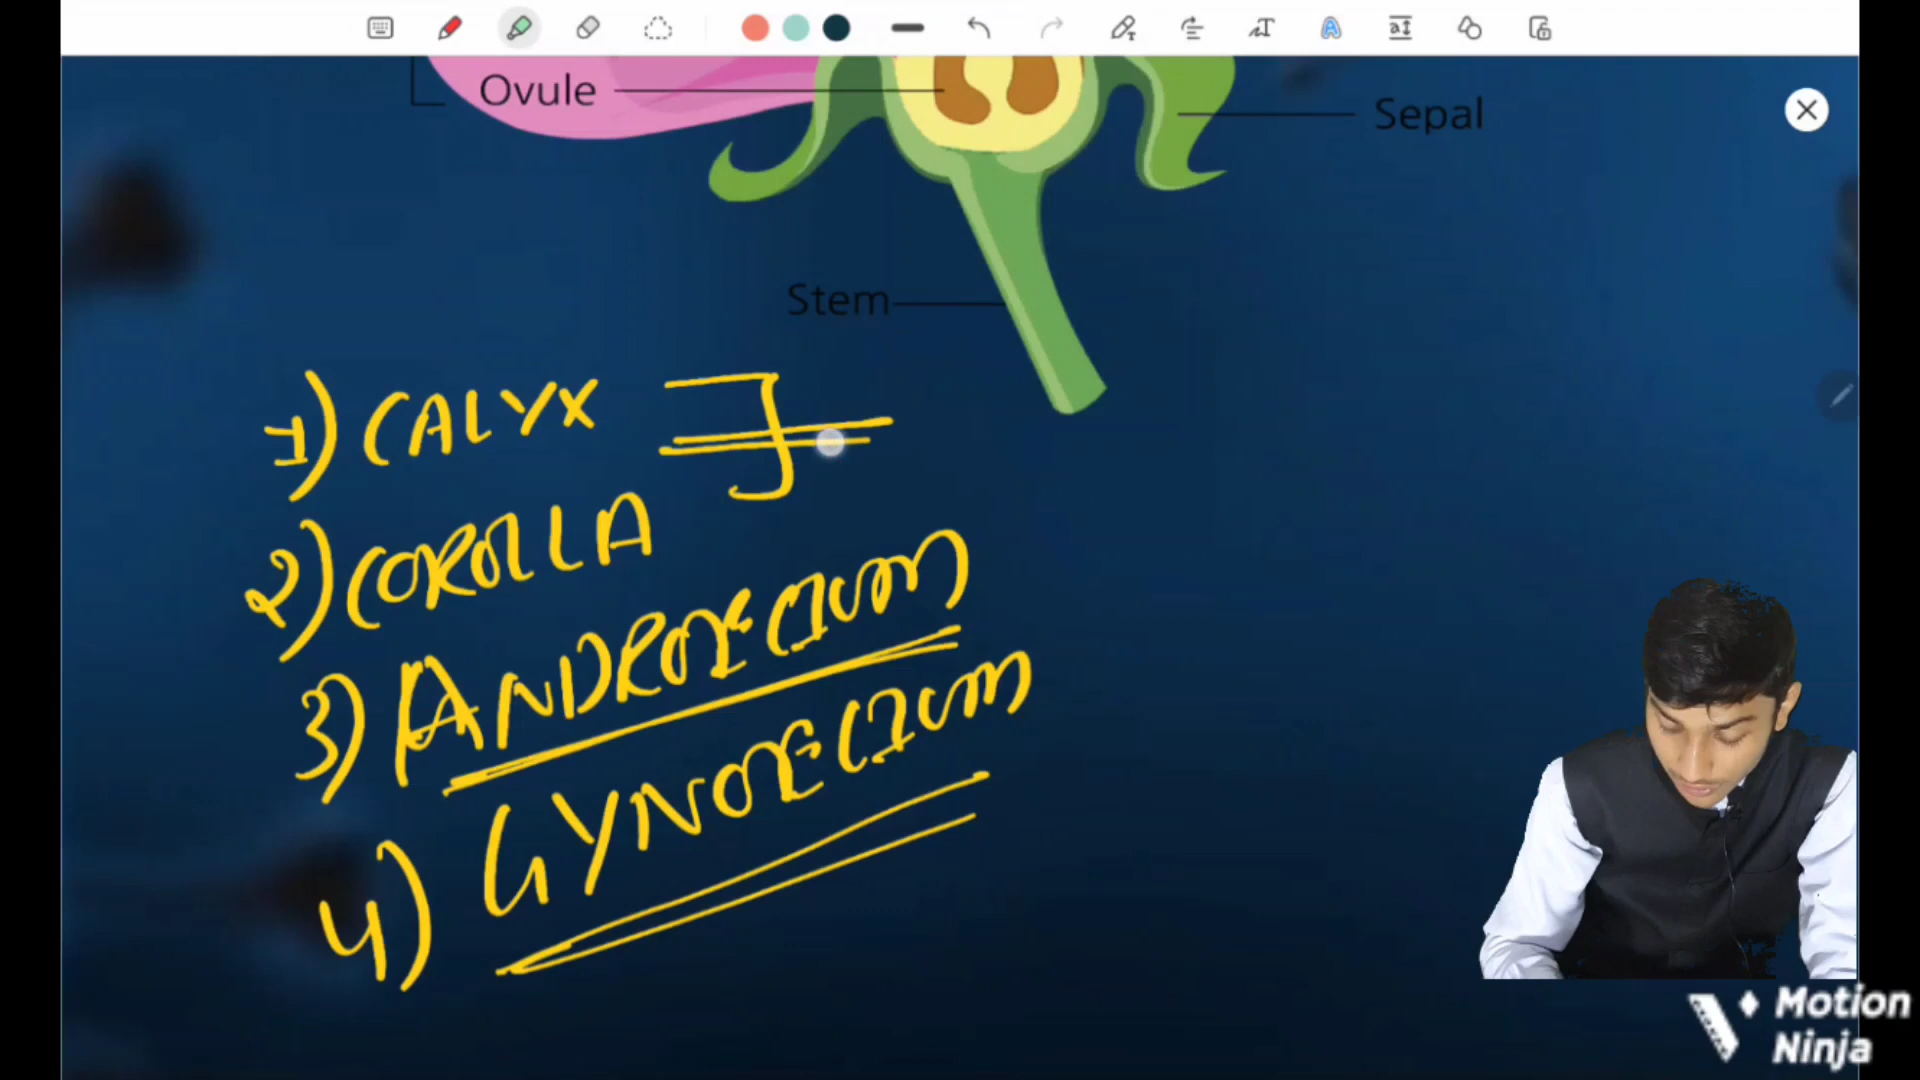 Ovule
Sepal
Stem
1) CALYX
2) COROLLA
3) ANDROECIUM
4) GYNOECIUM
Motion
Ninja